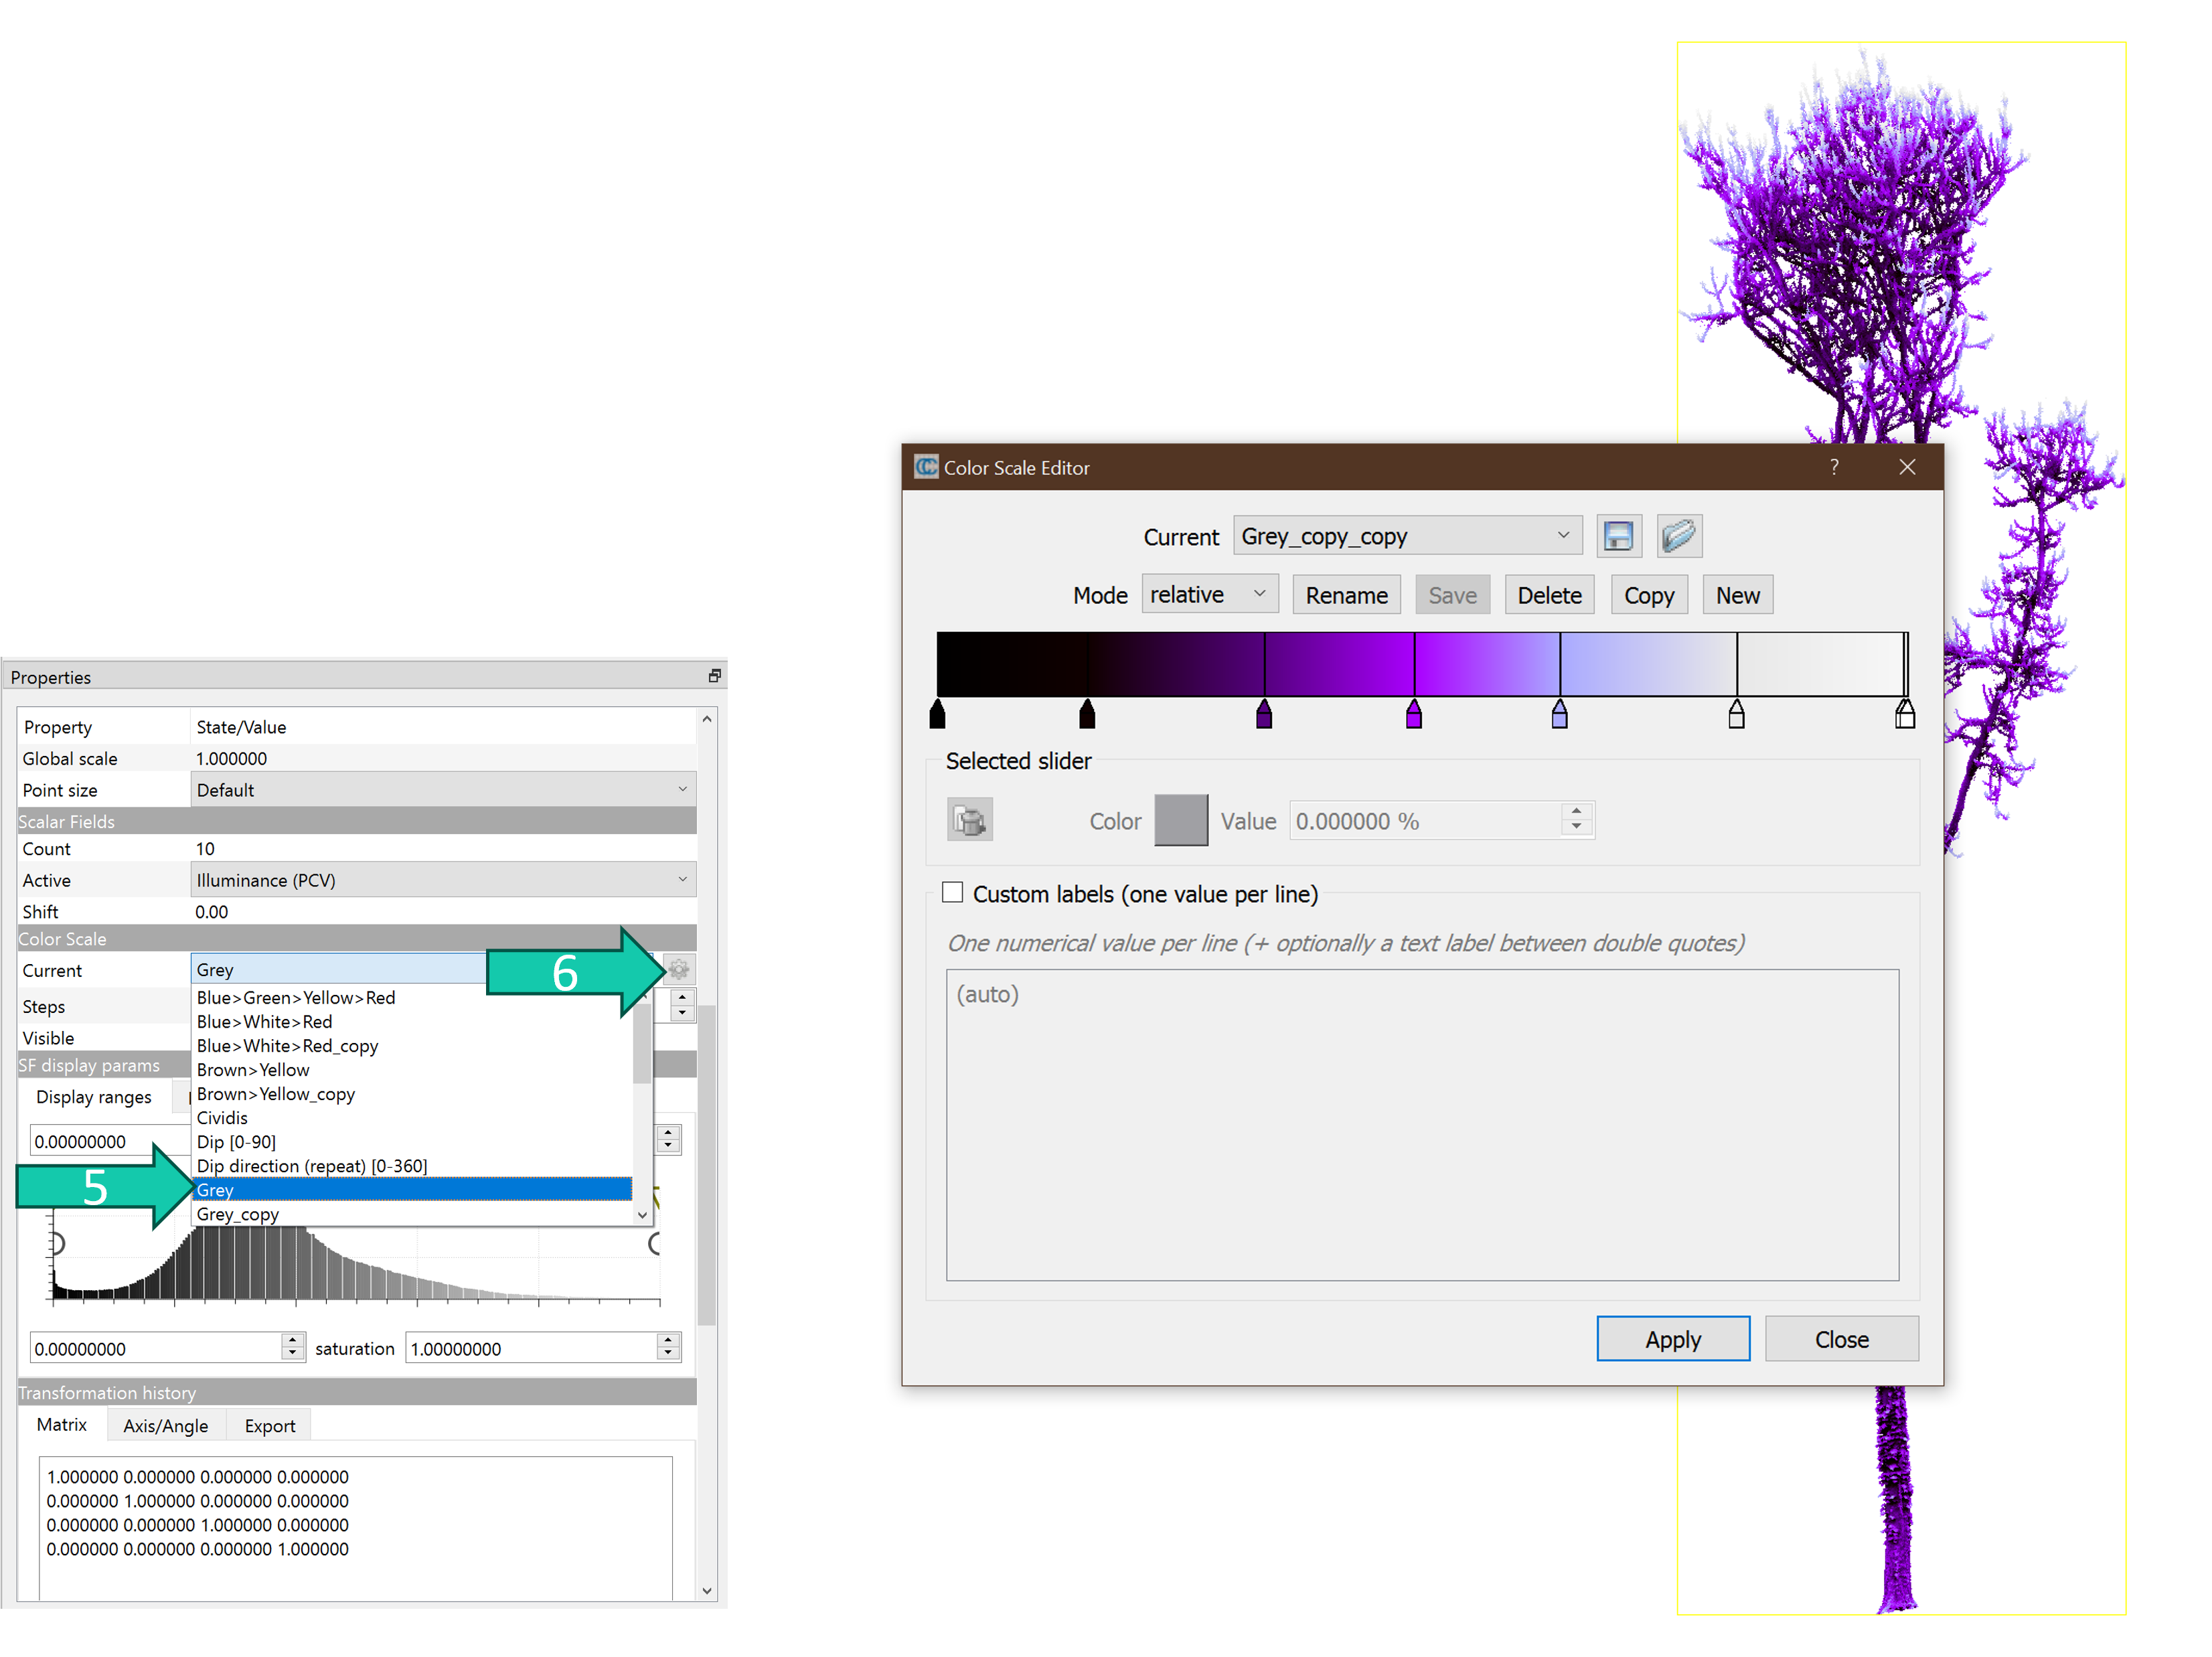 Properties
Property State/Value
Global scale 1.000000
Point size Default
Scalar Fields
Count 10
Active Illuminance (PCV)
Shift 0.00
Color Scale
Current Grey 6
Steps
Visible
SF display params
Display ranges
0.00000000
Blue>Green>Yellow>Red
Blue>White>Red
Blue>White>Red_copy
Brown>Yellow
Brown>Yellow_copy
Cividis
Dip [0-90]
Dip direction (repeat) [0-360]
5 Grey
Grey_copy
0.00000000 saturation 1.00000000
Transformation history
Matrix Axis/Angle Export
1.000000 0.000000 0.000000 0.000000
0.000000 1.000000 0.000000 0.000000
0.000000 0.000000 1.000000 0.000000
0.000000 0.000000 0.000000 1.000000
Color Scale Editor ?
Current Grey_copy_copy
Mode relative Rename Save Delete Copy New
Selected slider
Color Value 0.000000 %
Custom labels (one value per line)
One numerical value per line (+ optionally a text label between double quotes)
(auto)
Apply Close